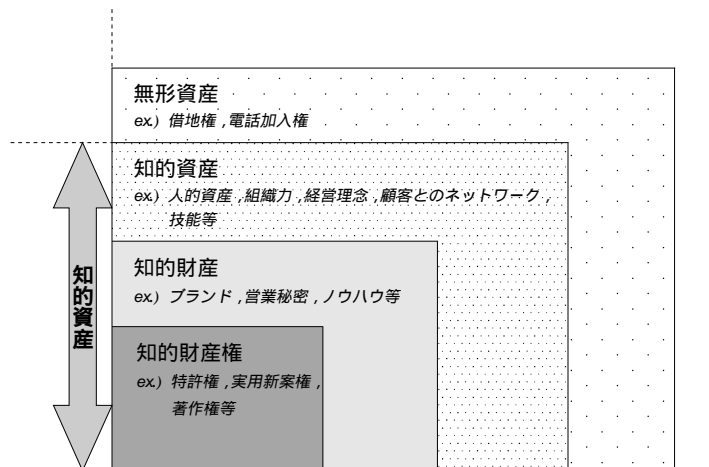 無形資産
ex.) 借地権,電話加入権
知的資産
ex.) 人的資産,組織力,経営理念,顧客とのネットワーク,
技能等
知的財産
ex.) ブランド,営業秘密,ノウハウ等
知的財産権
ex.) 特許権,実用新案権,
著作権等
知的資産